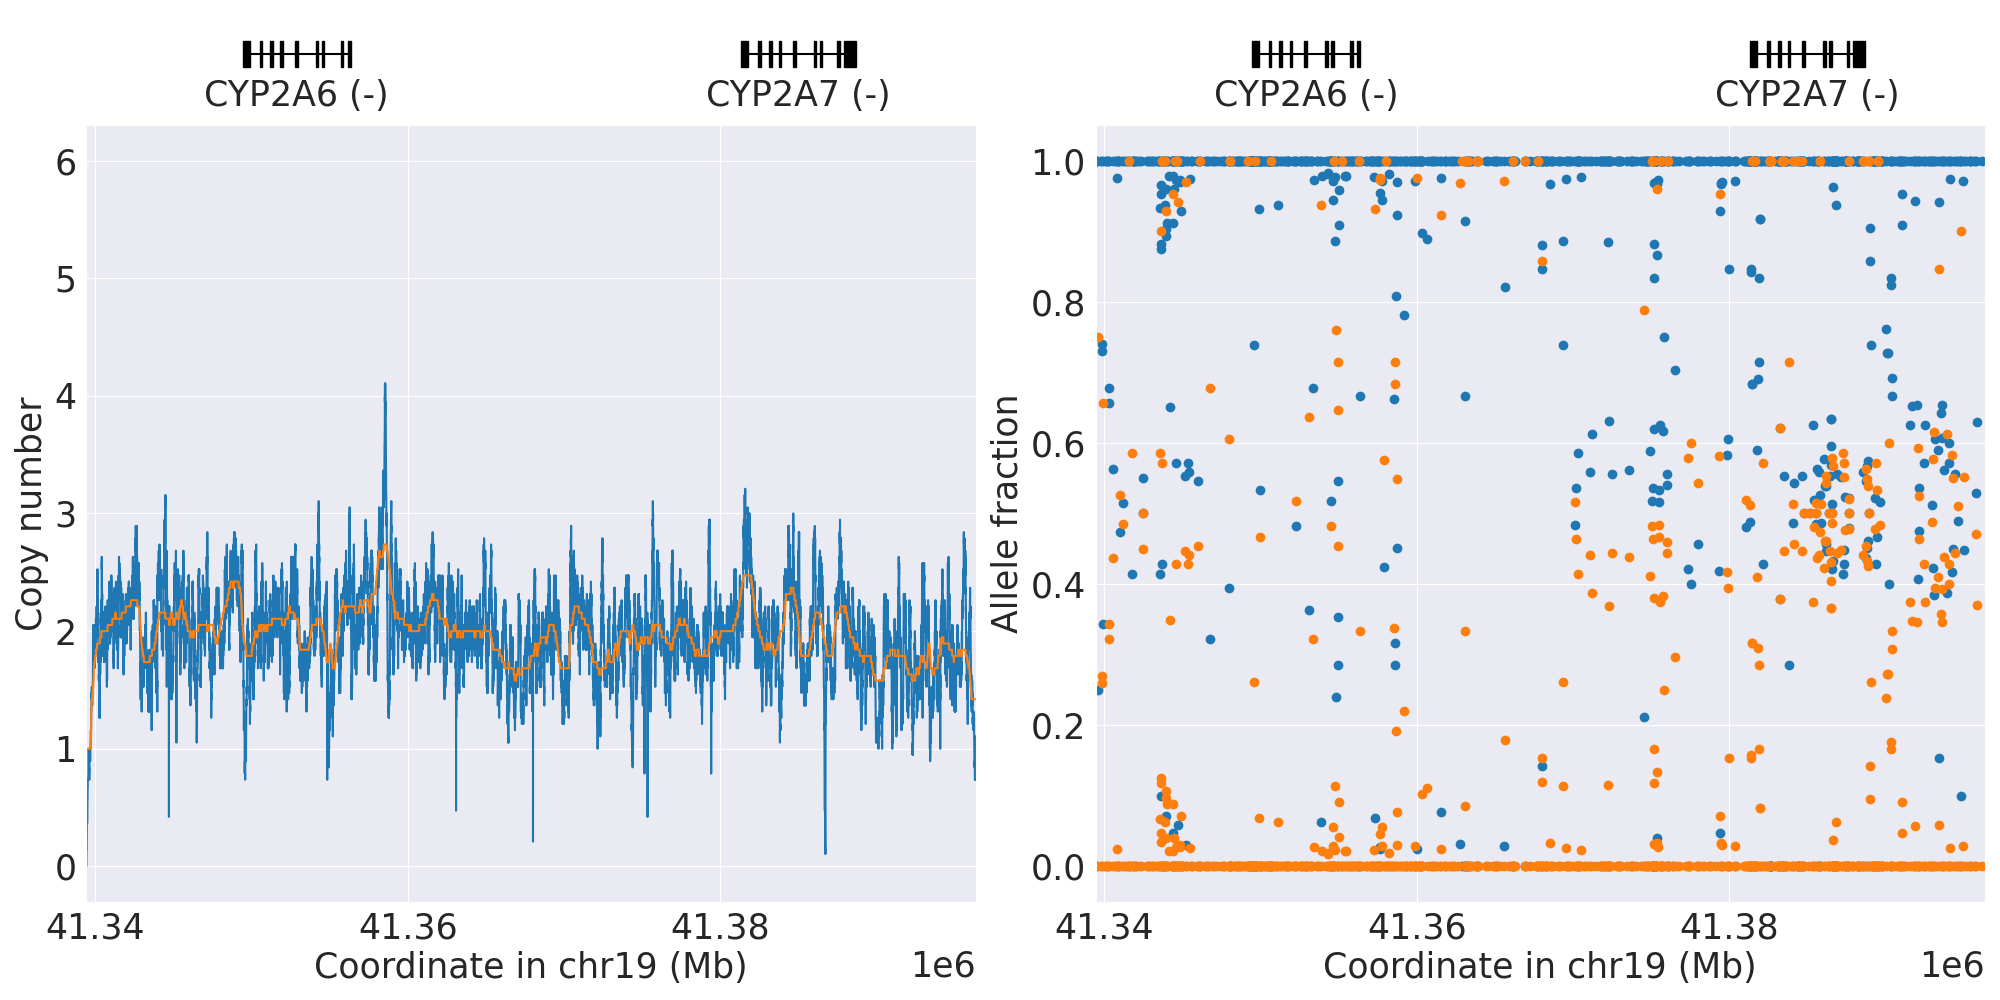 CYP2A6 (-)
CYP2A7 (-)
6
5
4
3
2
1
0
Copy number
41.34
41.36
41.38
Coordinate in chr19 (Mb)
1e6
CYP2A6 (-)
CYP2A7 (-)
1.0
0.8
0.6
0.4
0.2
0.0
Allele fraction
41.34
41.36
41.38
Coordinate in chr19 (Mb)
1e6